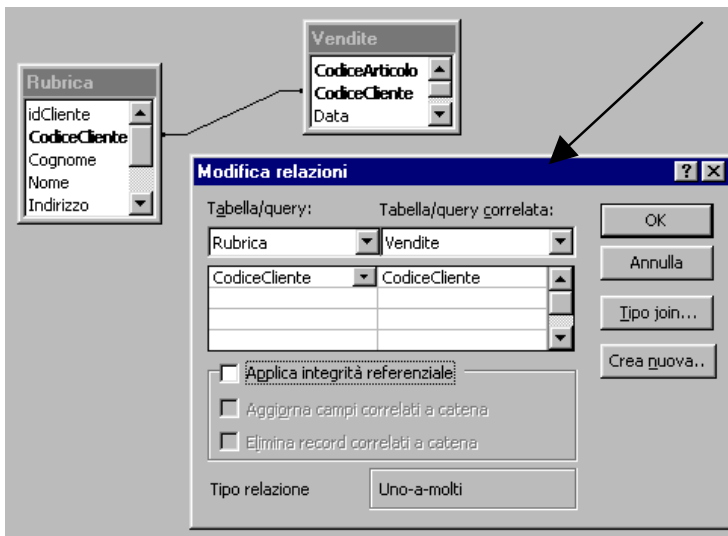 Vendite
CodiceArticolo
CodiceCliente
Data
Rubrica
idCliente
CodiceCliente
Cognome
Nome
Indirizzo
Modifica relazioni
Tabella/query: Tabella/query correlata:
Rubrica Vendite
CodiceCliente CodiceCliente
OK
Annulla
Tipo join...
Crea nuova..
Applica integrità referenziale
Aggiorna campi correlati a catena
Elimina record correlati a catena
Tipo relazione Uno-a-molti